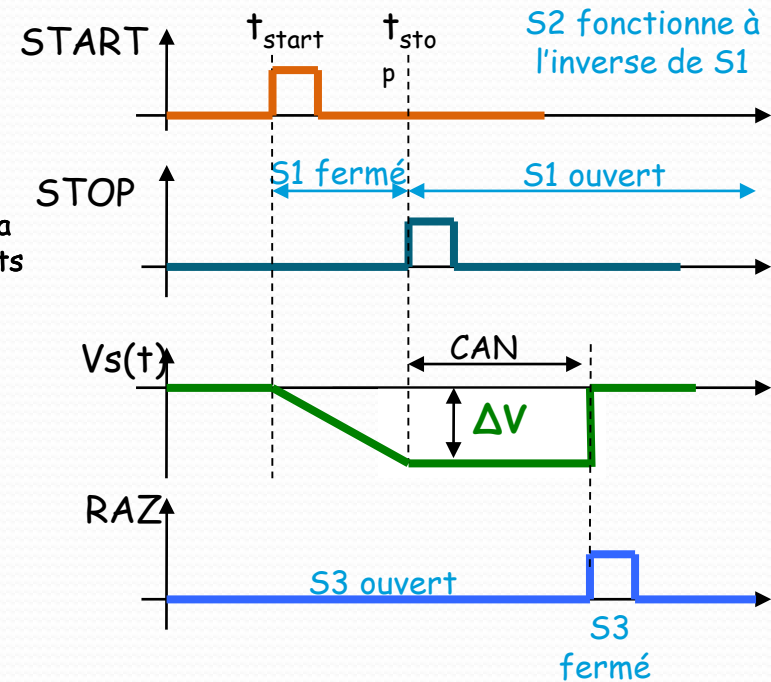 START
t_start
t_sto
p
S2 fonctionne à
l'inverse de S1
STOP
S1 fermé
S1 ouvert
a
ts
Vs(t)
CAN
ΔV
RAZ
S3 ouvert
S3
fermé